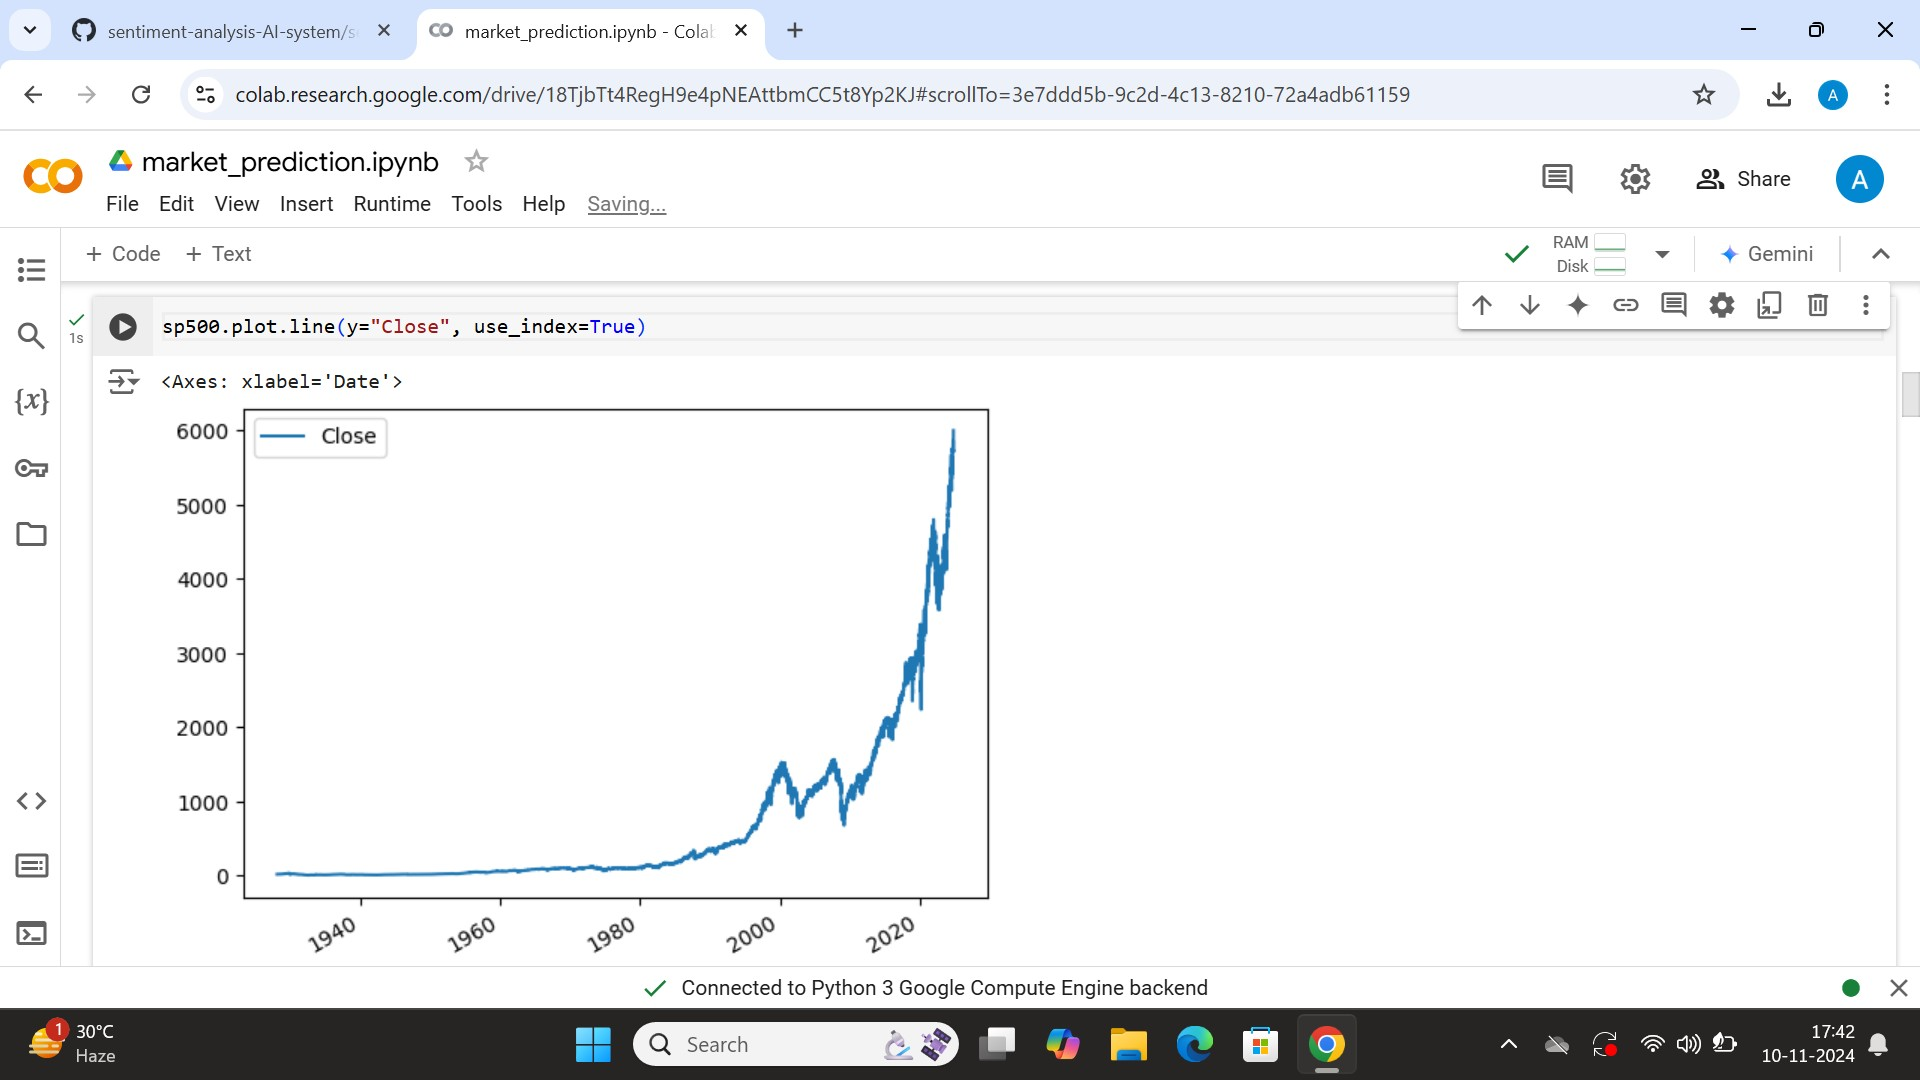 sentiment-analysis-AI-system/s
market_prediction.ipynb - Cola
colab.research.google.com/drive/18TjbTt4RegH9e4pNEAttbmCC5t8Yp2KJ#scrollTo=3e7ddd5b-9c2d-4c13-8210-72a4adb61159
A
CO
market_prediction.ipynb
File Edit View Insert Runtime Tools Help Saving...
Share
A
+ Code + Text
RAM
Disk
Gemini
1s
sp500.plot.line(y="Close", use_index=True)
{x}
<Axes: xlabel='Date'>
Close
6000
5000
4000
3000
2000
1000
0
1940 1960 1980 2000 2020
Connected to Python 3 Google Compute Engine backend
1
30°C
Haze
Search
17:42
10-11-2024